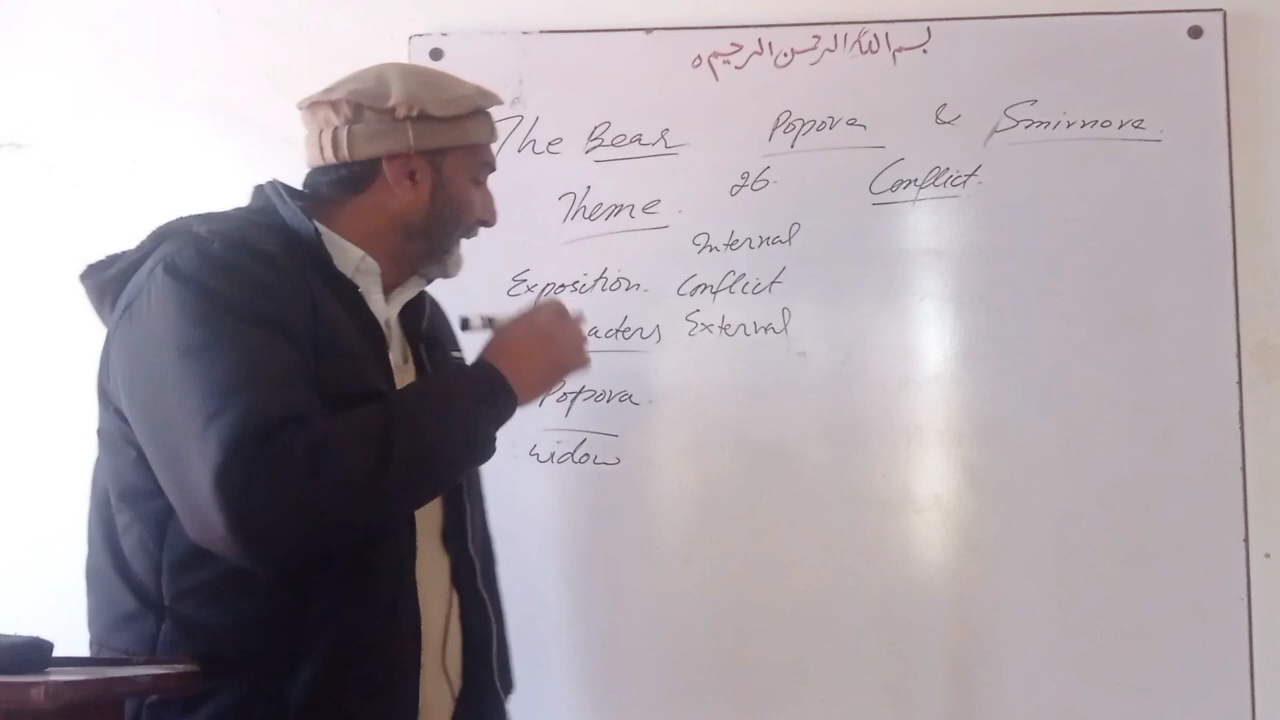 بسم اللہ الرحمن الرحیم ہ
The Bear Popova & Smirnova.
Theme. 26. Conflict.
Internal
Exposition. Conflict
External
Popova.
widow